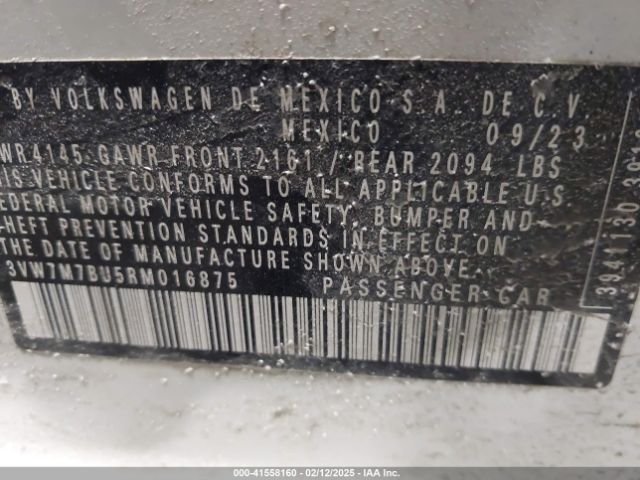 BY VOLKSWAGEN DE MEXICO S.A. DE C.V.
MEXICO 09/23
WR4145 GAWR FRONT 2161 / REAR 2094 LBS
IS VEHICLE CONFORMS TO ALL APPLICABLE U.S.
EDERAL MOTOR VEHICLE SAFETY, BUMPER AND
HEFT PREVENTION STANDARDS IN EFFECT ON
THE DATE OF MANUFACTURE SHOWN ABOVE.
3VW7M7BU5RM016875 PASSENGER CAR
000-41558160 - 02/12/2025 - IAA Inc.